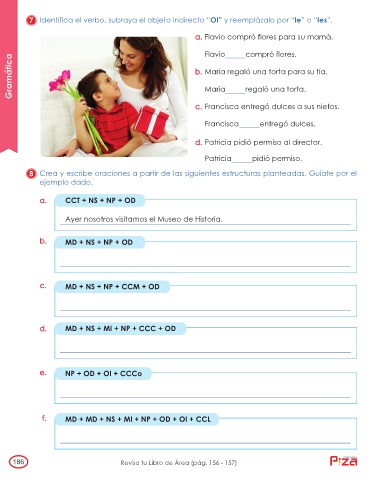 Gramática
7 Identifica el verbo, subraya el objeto indirecto "OI" y reemplázalo por "le" o "les".
a. Flavio compró flores para su mamá.
Flavio_____compró flores.
b. María regaló una torta para su tía.
María_____regaló una torta.
c. Francisca entregó dulces a sus nietos.
Francisca_____entregó dulces.
d. Patricia pidió permiso al director.
Patricia_____pidió permiso.
8 Crea y escribe oraciones a partir de las siguientes estructuras planteadas. Guíate por el
ejemplo dado.
a. CCT + NS + NP + OD
Ayer nosotros visitamos el Museo de Historia.
b. MD + NS + NP + OD
c. MD + NS + NP + CCM + OD
d. MD + NS + MI + NP + CCC + OD
e. NP + OD + OI + CCCo
f. MD + MD + NS + MI + NP + OD + OI + CCL
186
Revisa tu Libro de Área (pág. 156 - 157)